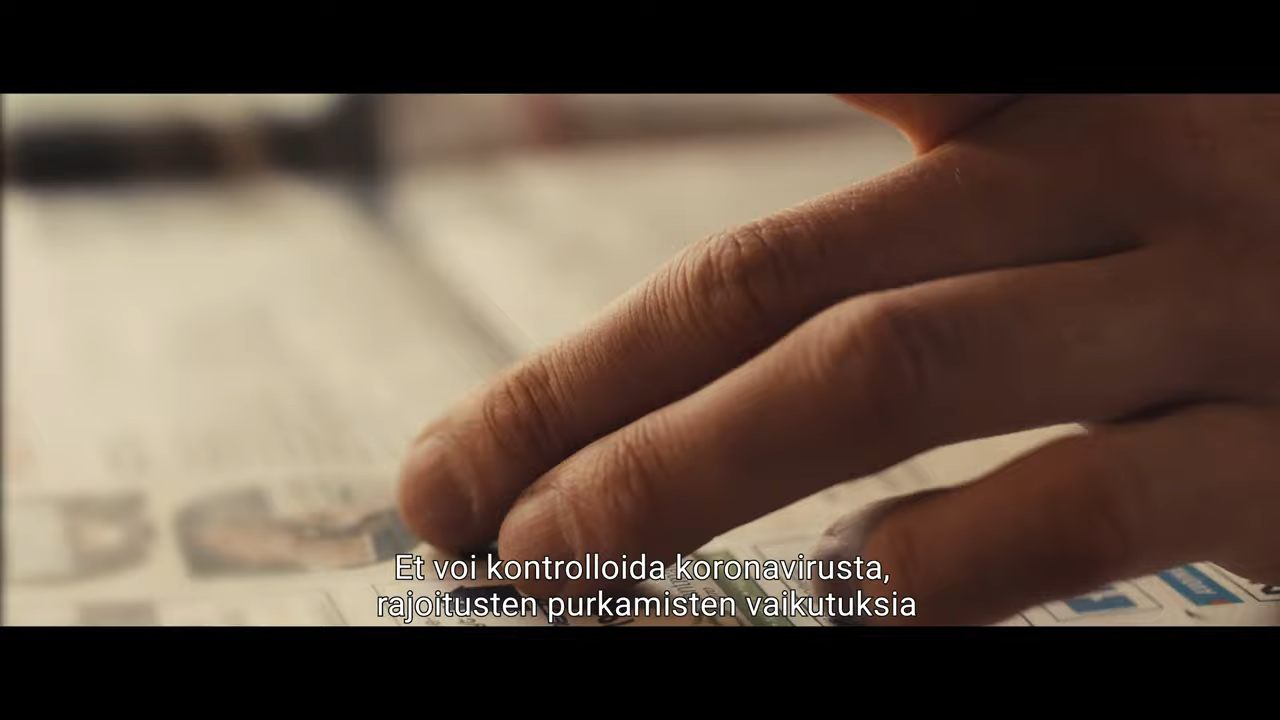 Et voi kontrolloida koronavirusta,
rajoitusten purkamisten vaikutuksia